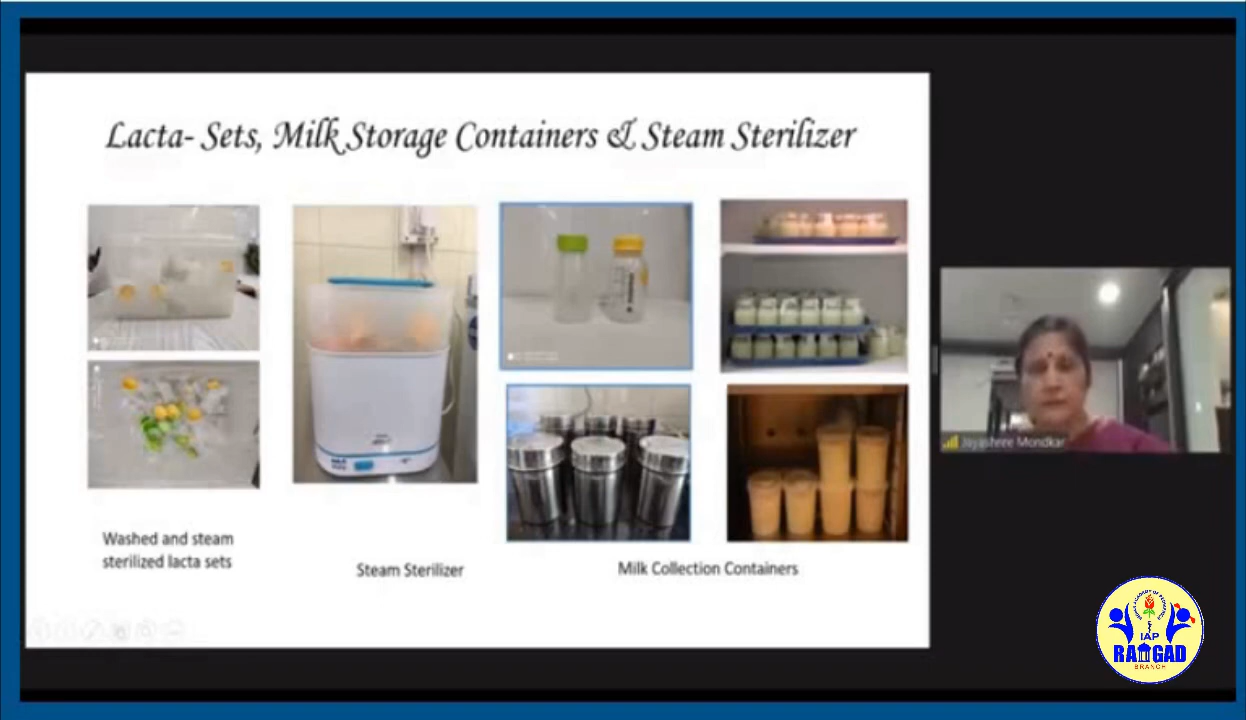 Lacta- Sets, Milk Storage Containers & Steam Sterilizer
Washed and steam
sterilized lacta sets
Steam Sterilizer
Milk Collection Containers
Jayashree Mondkar
IAP
RAIGAD
BRANCH